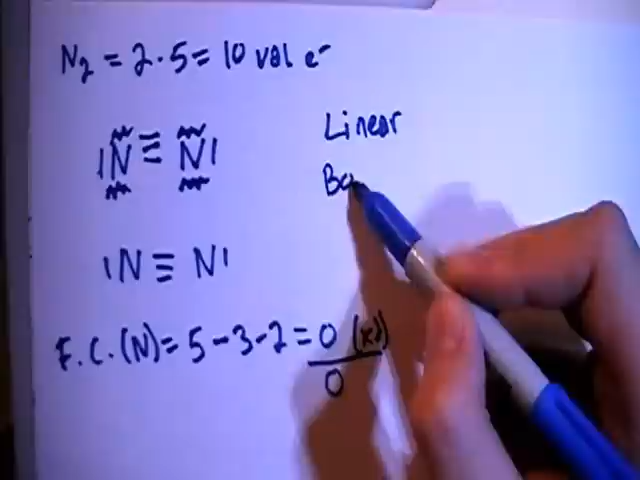 N₂ = 2·5 = 10 val e⁻
|N ≡ N|
Linear
|N ≡ N|
F.C.(N) = 5-3-2 = 0 (x2)
0